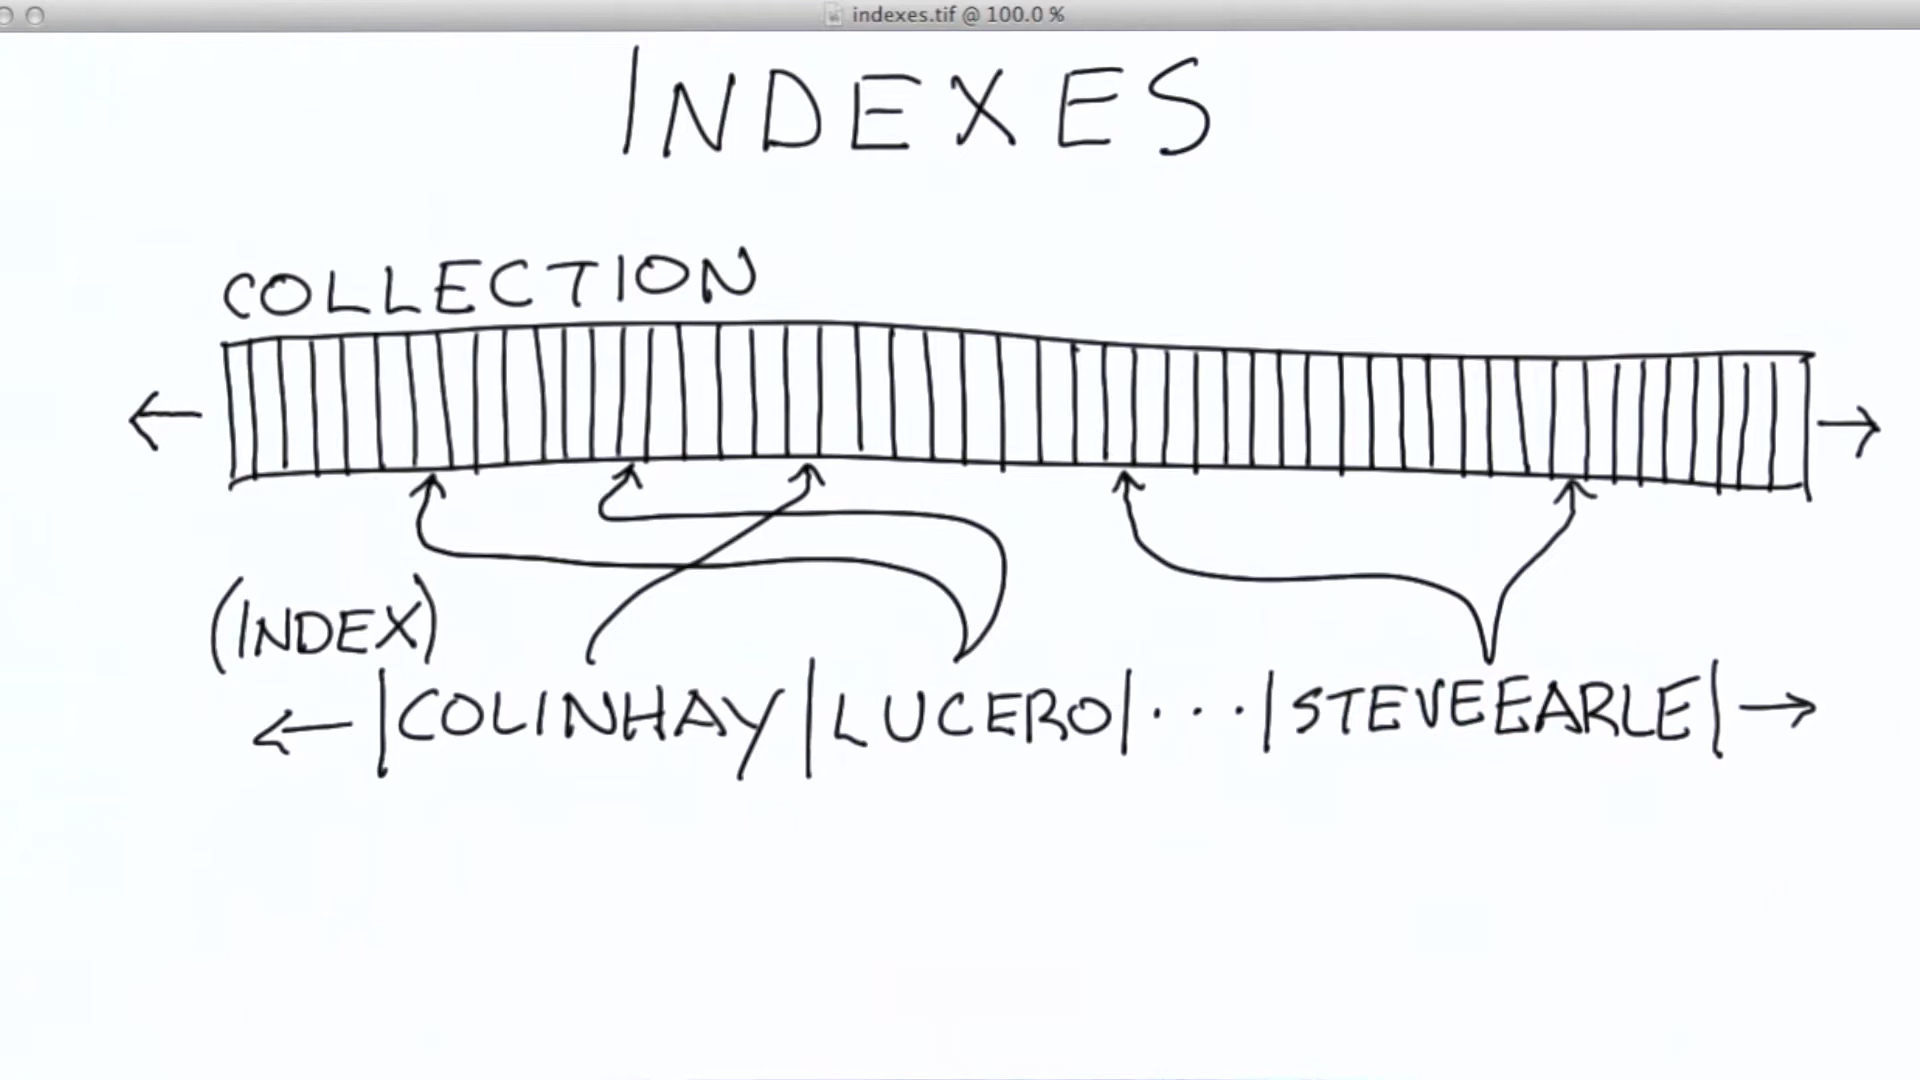 indexes.tif @ 100.0 %
INDEXES
COLLECTION
(INDEX)
|COLINHAY|LUCERO|...|STEVEEARLE|